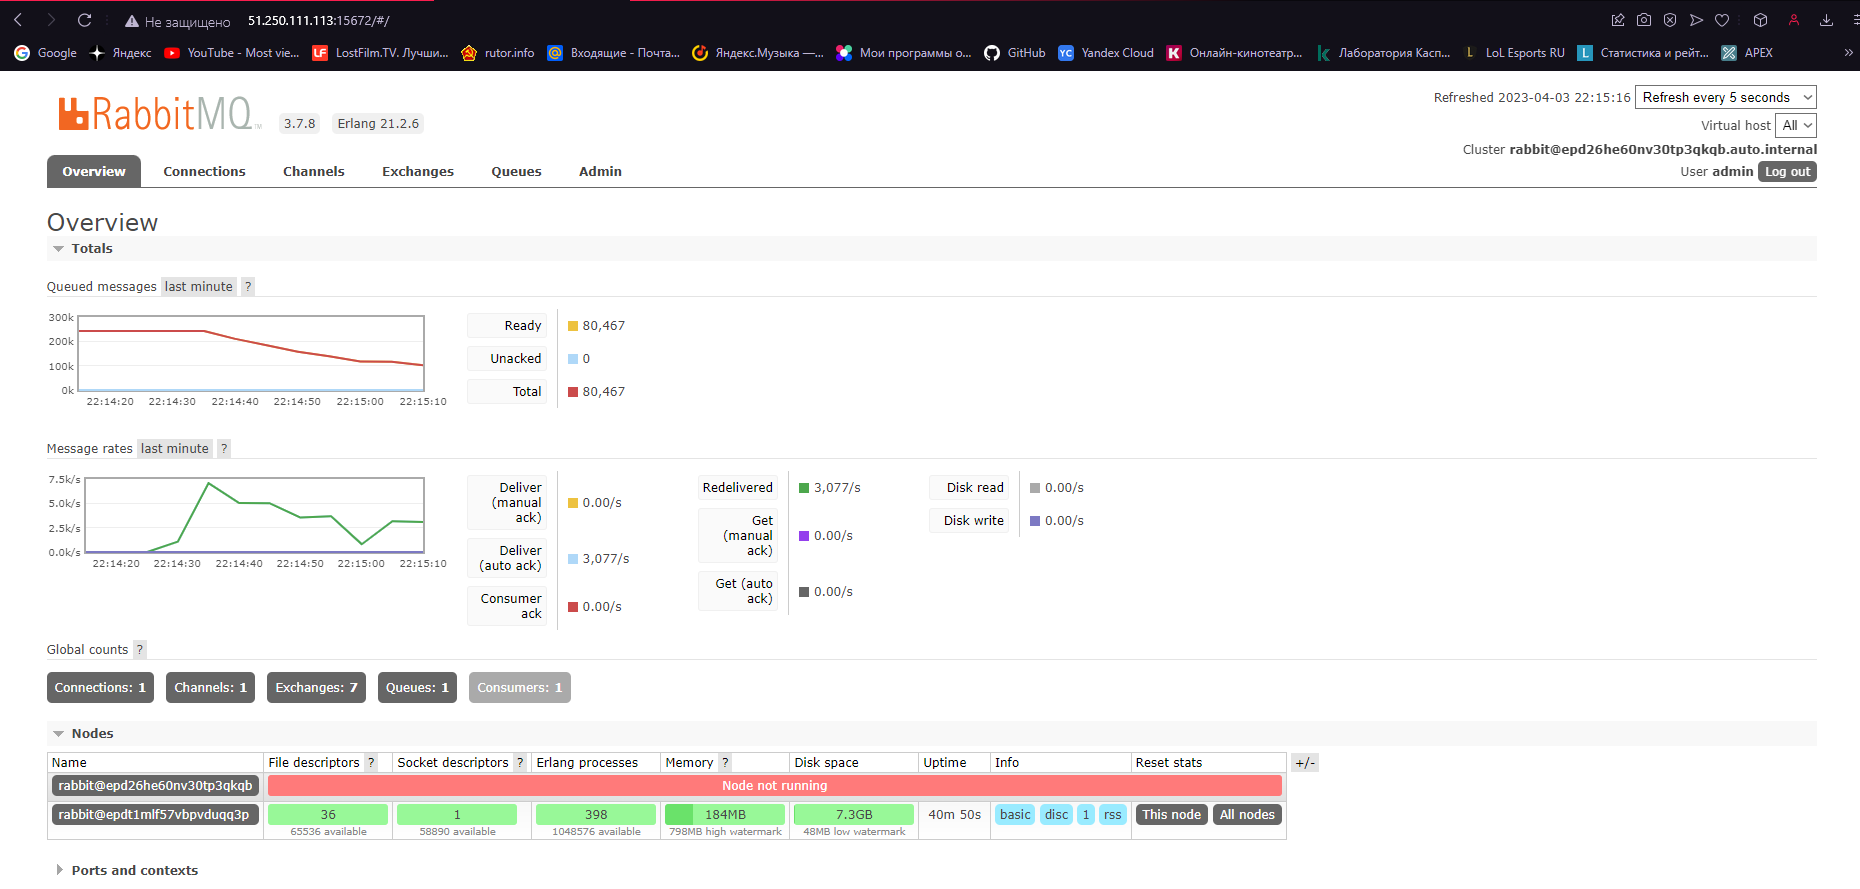 Не защищено 51.250.111.113:15672/#/
Google Яндекс YouTube - Most vie... LostFilm.TV. Лучши... rutor.info Входящие - Почта... Яндекс.Музыка —... Мои программы о... GitHub Yandex Cloud Онлайн-кинотеатр... Лаборатория Касп... LoL Esports RU Статистика и рейт... APEX »
RabbitMQ TM 3.7.8 Erlang 21.2.6
Refreshed 2023-04-03 22:15:16 Refresh every 5 seconds
Virtual host All
Cluster rabbit@epd26he60nv30tp3qkqb.auto.internal
User admin Log out
Overview Connections Channels Exchanges Queues Admin
Overview
Totals
Queued messages last minute ?
300k
200k
100k
0k
22:14:20 22:14:30 22:14:40 22:14:50 22:15:00 22:15:10
Ready 80,467
Unacked 0
Total 80,467
Message rates last minute ?
7.5k/s
5.0k/s
2.5k/s
0.0k/s
22:14:20 22:14:30 22:14:40 22:14:50 22:15:00 22:15:10
Deliver
(manual
ack)
0.00/s
Deliver
(auto ack)
3,077/s
Consumer
ack
0.00/s
Redelivered 3,077/s
Get
(manual
ack)
0.00/s
Get (auto
ack)
0.00/s
Disk read 0.00/s
Disk write 0.00/s
Global counts ?
Connections: 1 Channels: 1 Exchanges: 7 Queues: 1 Consumers: 1
Nodes
Name File descriptors ? Socket descriptors ? Erlang processes Memory ? Disk space Uptime Info Reset stats +/-
rabbit@epd26he60nv30tp3qkqb Node not running
rabbit@epdt1mlf57vbpvduqq3p 36 1 398 184MB 7.3GB 40m 50s basic disc 1 rss This node All nodes
65536 available 58890 available 1048576 available 798MB high watermark 48MB low watermark
Ports and contexts